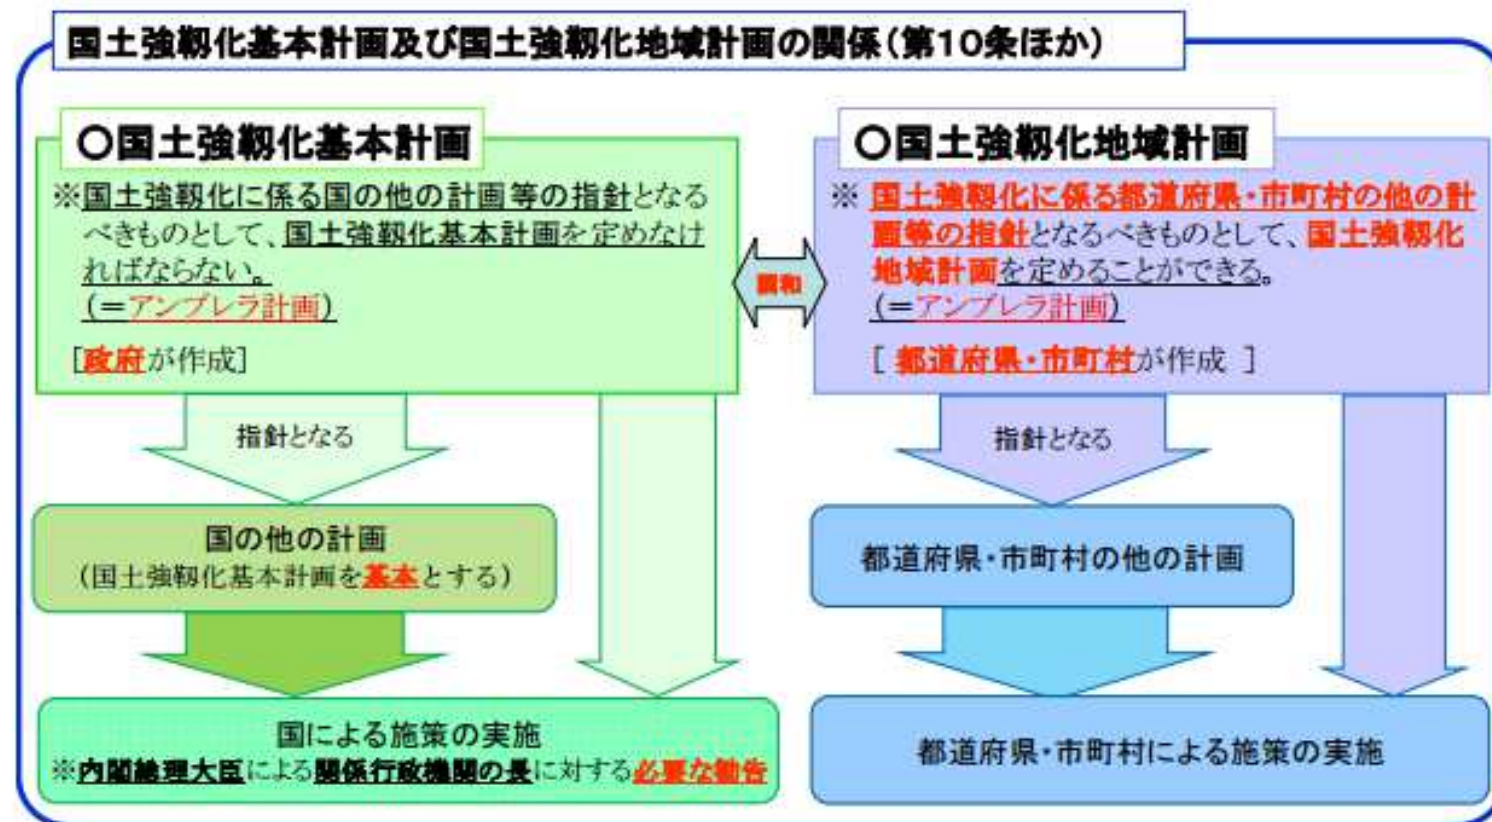 国土強靱化基本計画及び国土強靱化地域計画の関係(第10条ほか)
○国土強靱化基本計画
※国土強靱化に係る国の他の計画等の指針となる
べきものとして、国土強靱化基本計画を定めなけ
ればならない。
(=アンブレラ計画)
[政府が作成]
調和
○国土強靱化地域計画
※ 国土強靱化に係る都道府県・市町村の他の計
画等の指針となるべきものとして、国土強靱化
地域計画を定めることができる。
(=アンブレラ計画)
[ 都道府県・市町村が作成 ]
指針となる
国の他の計画
(国土強靱化基本計画を基本とする)
国による施策の実施
※内閣総理大臣による関係行政機関の長に対する必要な勧告
指針となる
都道府県・市町村の他の計画
都道府県・市町村による施策の実施